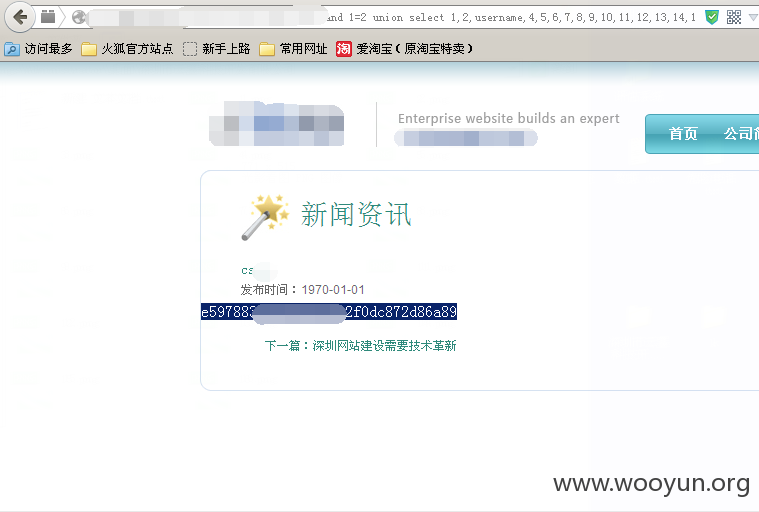 and 1=2 union select 1,2,username,4,5,6,7,8,9,10,11,12,13,14,1
访问最多 火狐官方站点 新手上路 常用网址 淘 爱淘宝（原淘宝特卖）
Enterprise website builds an expert
首页 公司简
新闻资讯
cs
发布时间：1970-01-01
e59788 2f0dc872d86a89
下一篇：深圳网站建设需要技术革新
www.wooyun.org